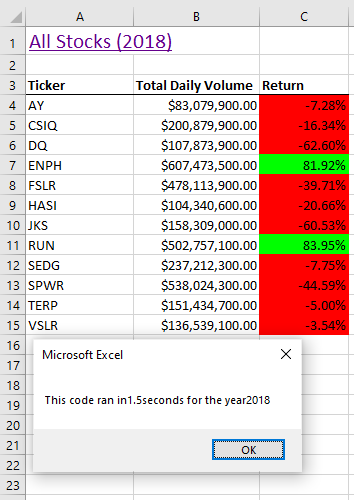 A B C
1 All Stocks (2018)
2
3 Ticker Total Daily Volume Return
4 AY $83,079,900.00 -7.28%
5 CSIQ $200,879,900.00 -16.34%
6 DQ $107,873,900.00 -62.60%
7 ENPH $607,473,500.00 81.92%
8 FSLR $478,113,900.00 -39.71%
9 HASI $104,340,600.00 -20.66%
10 JKS $158,309,000.00 -60.53%
11 RUN $502,757,100.00 83.95%
12 SEDG $237,212,300.00 -7.75%
13 SPWR $538,024,300.00 -44.59%
14 TERP $151,434,700.00 -5.00%
15 VSLR $136,539,100.00 -3.54%
16
17 Microsoft Excel
18
19 This code ran in1.5seconds for the year2018
20
21
22 OK
23